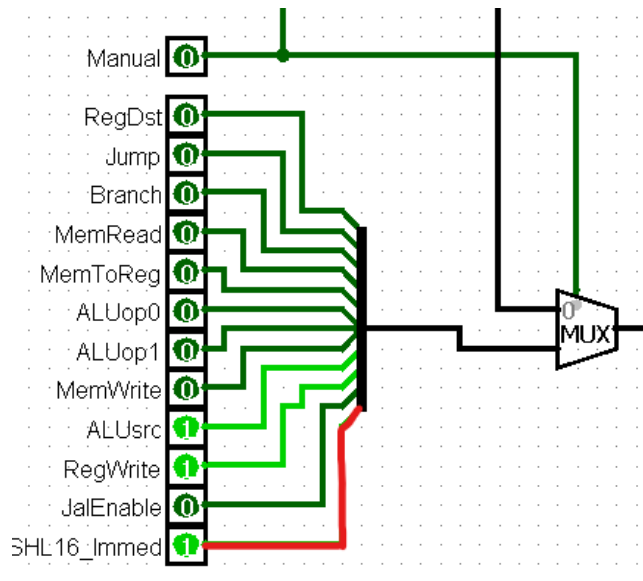 Manual 0
RegDst 0
Jump 0
Branch 0
MemRead 0
MemToReg 0
ALUop0 0
ALUop1 0
MemWrite 0
ALUsrc 1
RegWrite 1
JalEnable 0
SHL16_Immed 1
0
MUX